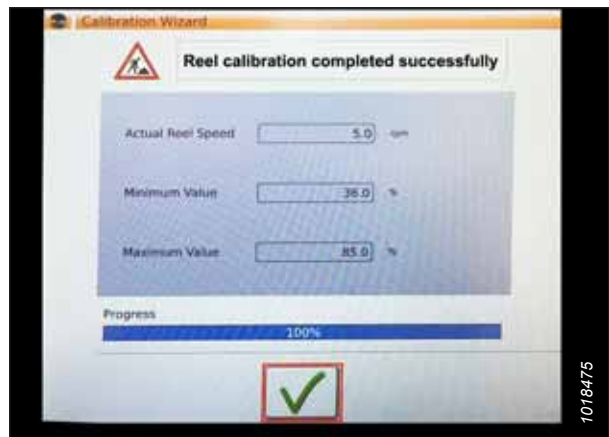 Calibration Wizard
Reel calibration completed successfully
Actual Reel Speed 5.0 rpm
Minimum Value 36.0 %
Maximum Value 85.0 %
Progress
100%
1018475